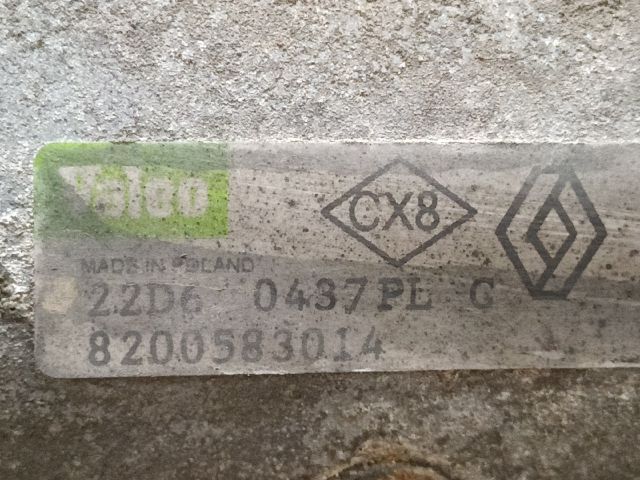 Valeo
CX8
MADE IN POLAND
22D6 0437PL G
8200583014